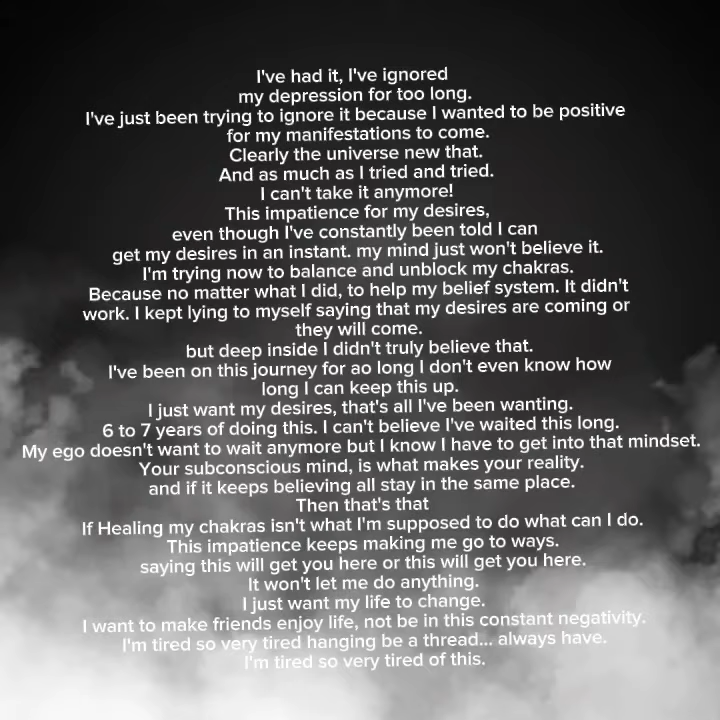 I've had it, I've ignored
my depression for too long.
I've just been trying to ignore it because I wanted to be positive
for my manifestations to come.
Clearly the universe new that.
And as much as I tried and tried.
I can't take it anymore!
This impatience for my desires,
even though I've constantly been told I can
get my desires in an instant. my mind just won't believe it.
I'm trying now to balance and unblock my chakras.
Because no matter what I did, to help my belief system. It didn't
work. I kept lying to myself saying that my desires are coming or
they will come.
but deep inside I didn't truly believe that.
I've been on this journey for ao long I don't even know how
long I can keep this up.
I just want my desires, that's all I've been wanting.
6 to 7 years of doing this. I can't believe I've waited this long.
My ego doesn't want to wait anymore but I know I have to get into that mindset.
Your subconscious mind, is what makes your reality.
and if it keeps believing all stay in the same place.
Then that's that
If Healing my chakras isn't what I'm supposed to do what can I do.
This impatience keeps making me go to ways.
saying this will get you here or this will get you here.
It won't let me do anything.
I just want my life to change.
I want to make friends enjoy life, not be in this constant negativity.
I'm tired so very tired hanging be a thread... always have.
I'm tired so very tired of this.